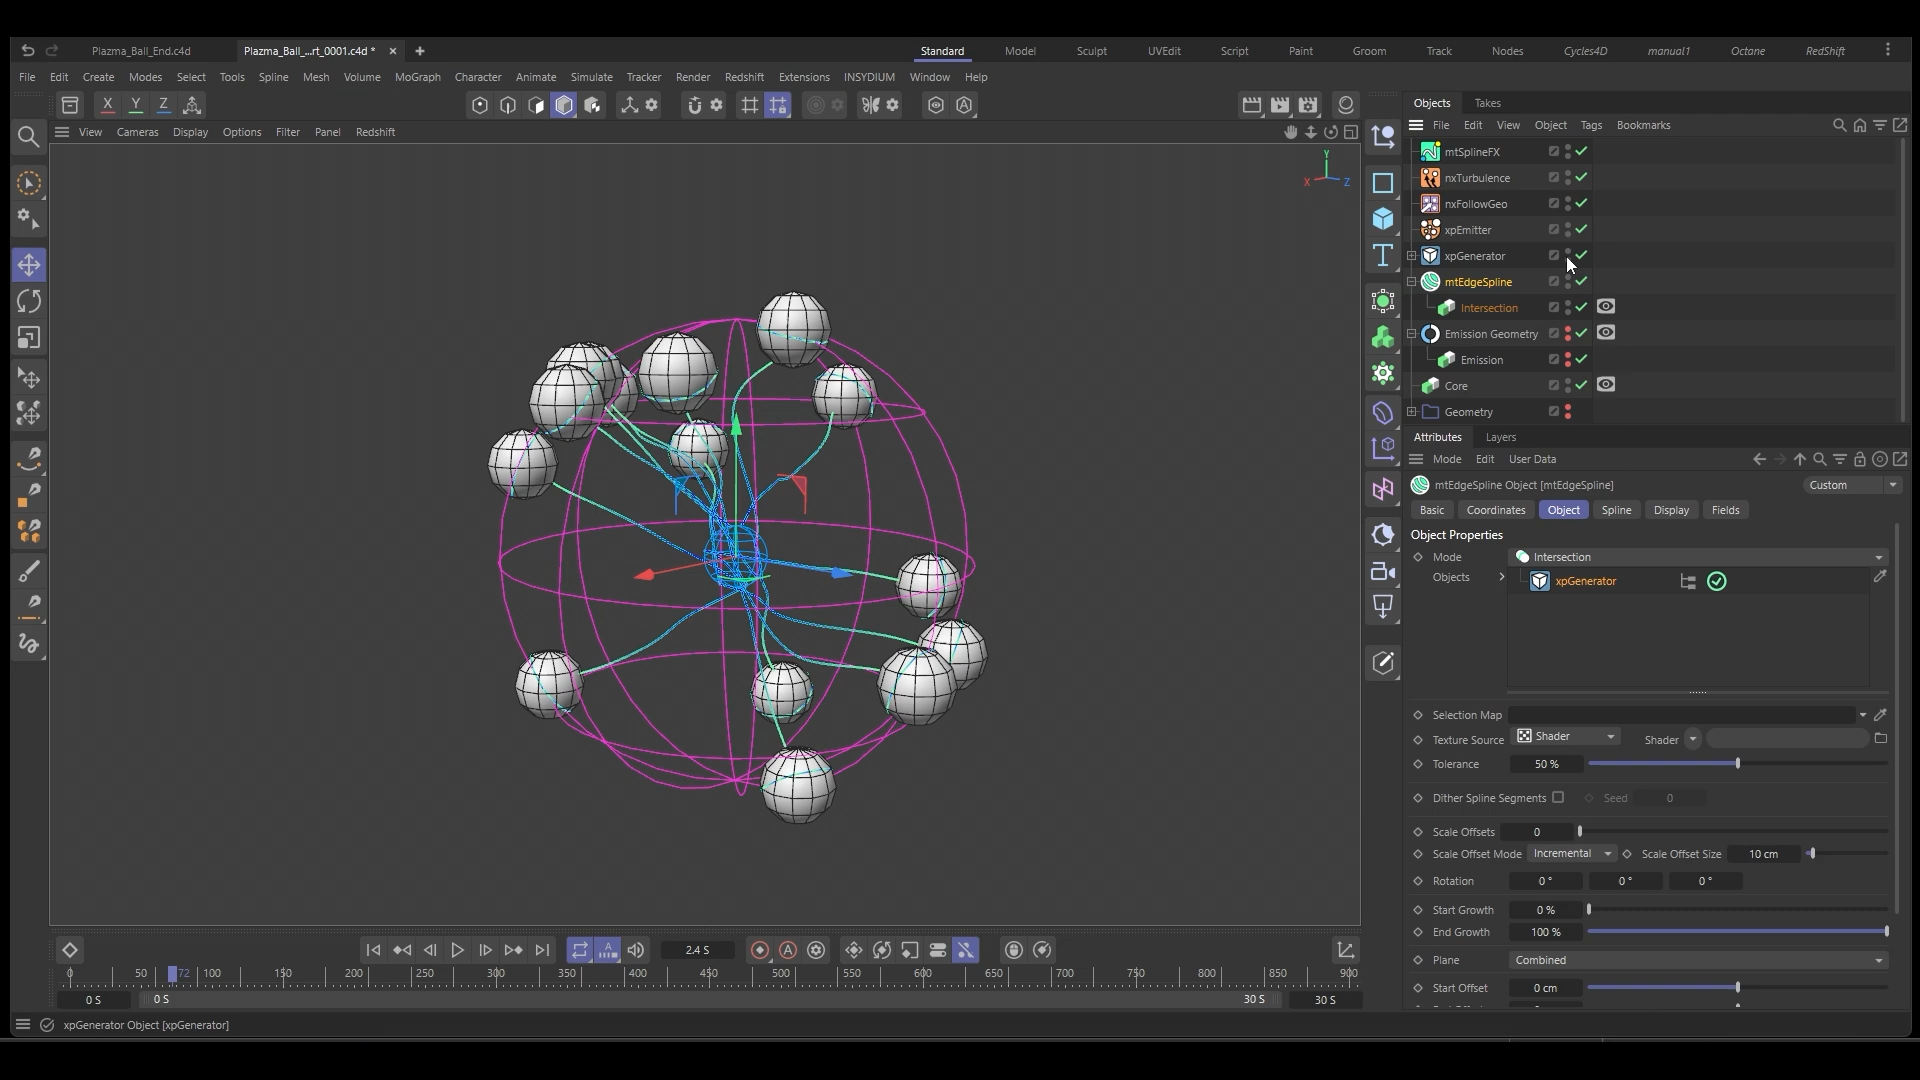 Plazma_Ball_End.c4d
Plazma_Ball_...rt_0001.c4d * × +
Standard Model Sculpt UVEdit Script Paint Groom Track Nodes Cycles4D manual1 Octane RedShift
File Edit Create Modes Select Tools Spline Mesh Volume MoGraph Character Animate Simulate Tracker Render Redshift Extensions INSYDIUM Window Help
X Y Z
View Cameras Display Options Filter Panel Redshift
Y
X Z
Objects Takes
File Edit View Object Tags Bookmarks
mtSplineFX
nxTurbulence
nxFollowGeo
xpEmitter
xpGenerator
mtEdgeSpline
Intersection
Emission Geometry
Emission
Core
Geometry
Attributes Layers
Mode Edit User Data
mtEdgeSpline Object [mtEdgeSpline] Custom
Basic Coordinates Object Spline Display Fields
Object Properties
Mode Intersection
Objects xpGenerator
Selection Map
Texture Source Shader Shader
Tolerance 50 %
Dither Spline Segments Seed 0
Scale Offsets 0
Scale Offset Mode Incremental Scale Offset Size 10 cm
Rotation 0 ° 0 ° 0 °
Start Growth 0 %
End Growth 100 %
Plane Combined
Start Offset 0 cm
2.4 S
0 50 72 100 150 200 250 300 350 400 450 500 550 600 650 700 750 800 850 900
0 S 0 S 30 S 30 S
xpGenerator Object [xpGenerator]